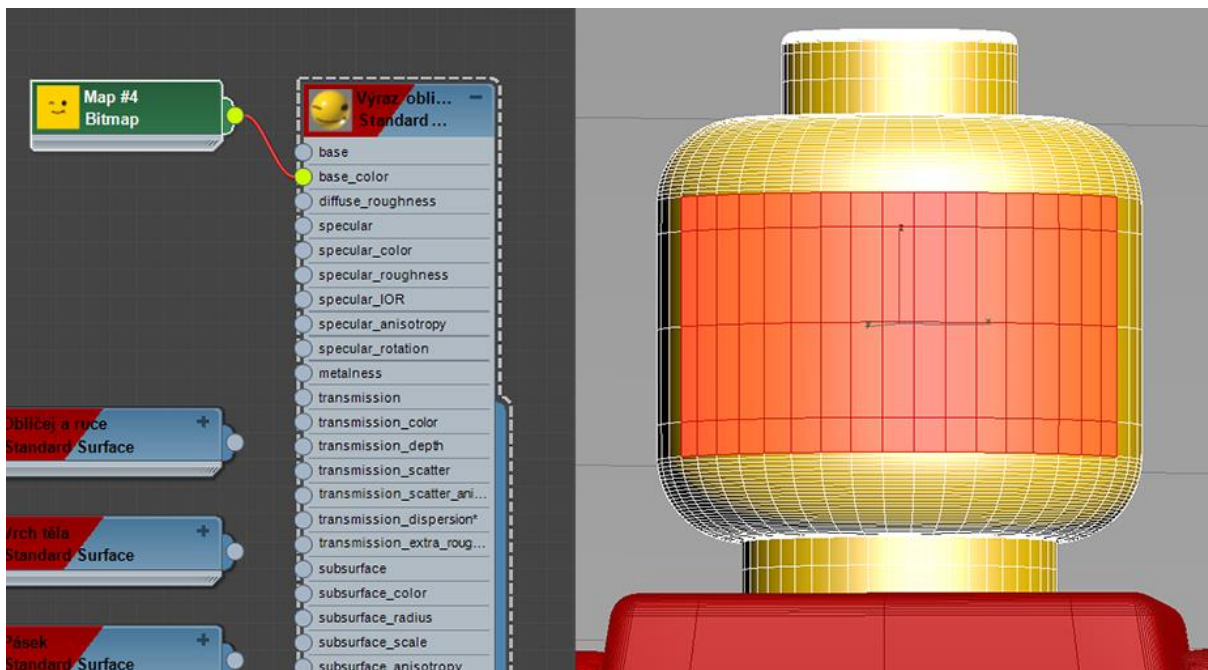 Map #4
Bitmap
Výraz obli...
Standard ...
base
base_color
diffuse_roughness
specular
specular_color
specular_roughness
specular_IOR
specular_anisotropy
specular_rotation
metalness
transmission
transmission_color
transmission_depth
transmission_scatter
transmission_scatter_ani...
transmission_dispersion*
transmission_extra_roug...
subsurface
subsurface_color
subsurface_radius
subsurface_scale
subsurface_anisotropy
Obličej a ruce
Standard Surface
Vrch těla
Standard Surface
Pásek
Standard Surface